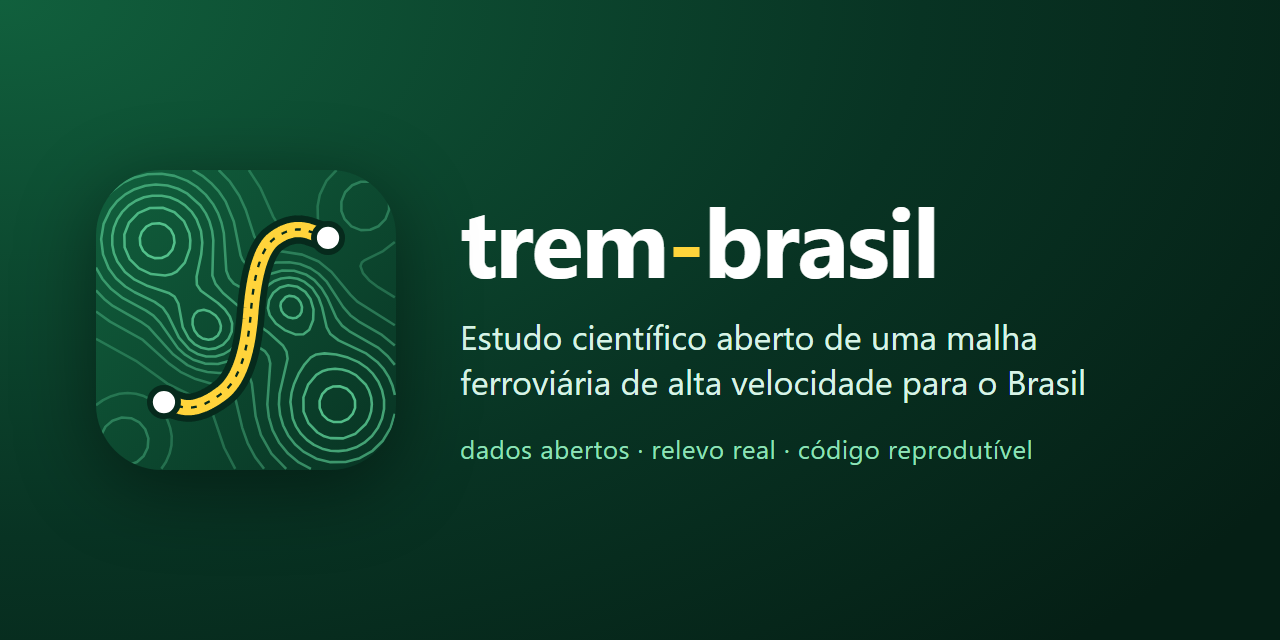 trem-brasil
Estudo científico aberto de uma malha
ferroviária de alta velocidade para o Brasil
dados abertos · relevo real · código reprodutível